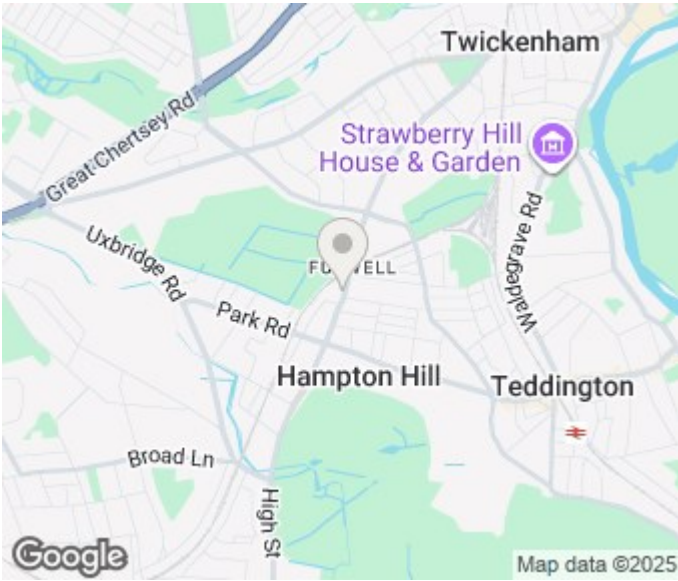 Twickenham
Great Chertsey Rd
Strawberry Hill
House & Garden
Uxbridge Rd
Waldegrave Rd
Park Rd
Hampton Hill
Teddington
Broad Ln
High St
Google
Map data ©2025